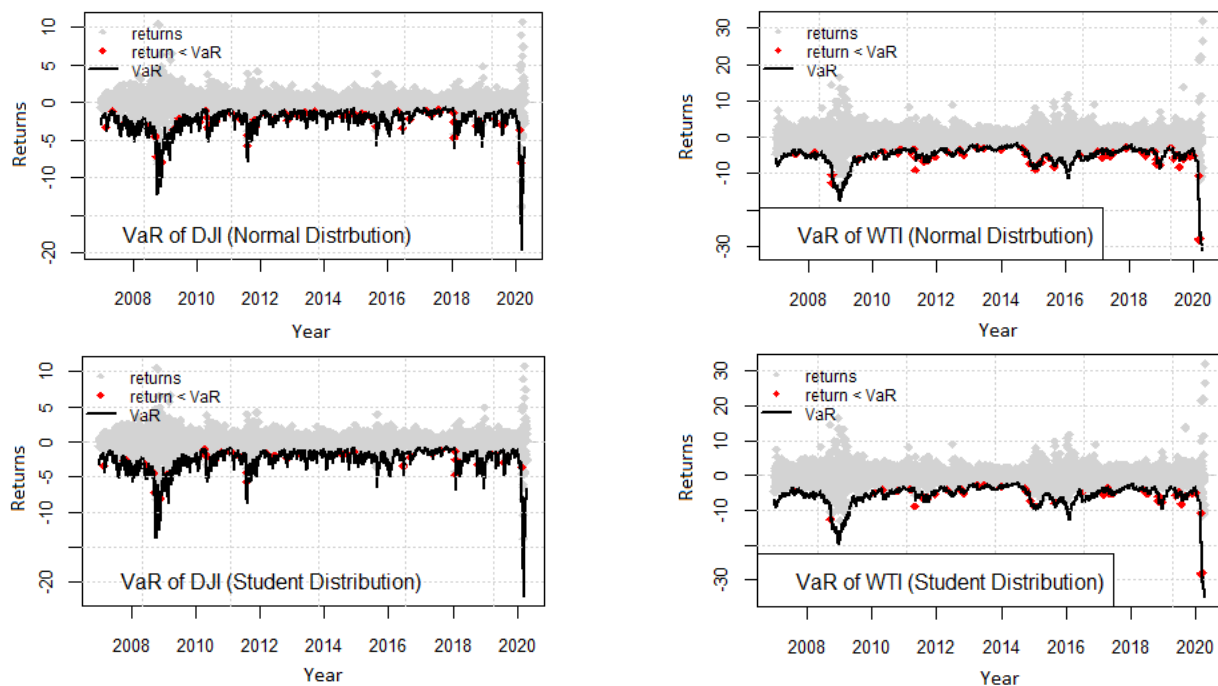 10
5
0
-5
-10
-20
Returns
returns
return < VaR
VaR
VaR of DJI (Normal Distrbution)
2008 2010 2012 2014 2016 2018 2020
Year
30
20
10
0
-10
-30
Returns
returns
return < VaR
VaR
VaR of WTI (Normal Distrbution)
2008 2010 2012 2014 2016 2018 2020
Year
10
5
0
-5
-10
-20
Returns
returns
return < VaR
VaR
VaR of DJI (Student Distribution)
2008 2010 2012 2014 2016 2018 2020
Year
30
20
10
0
-10
-30
Returns
returns
return < VaR
VaR
VaR of WTI (Student Distribution)
2008 2010 2012 2014 2016 2018 2020
Year